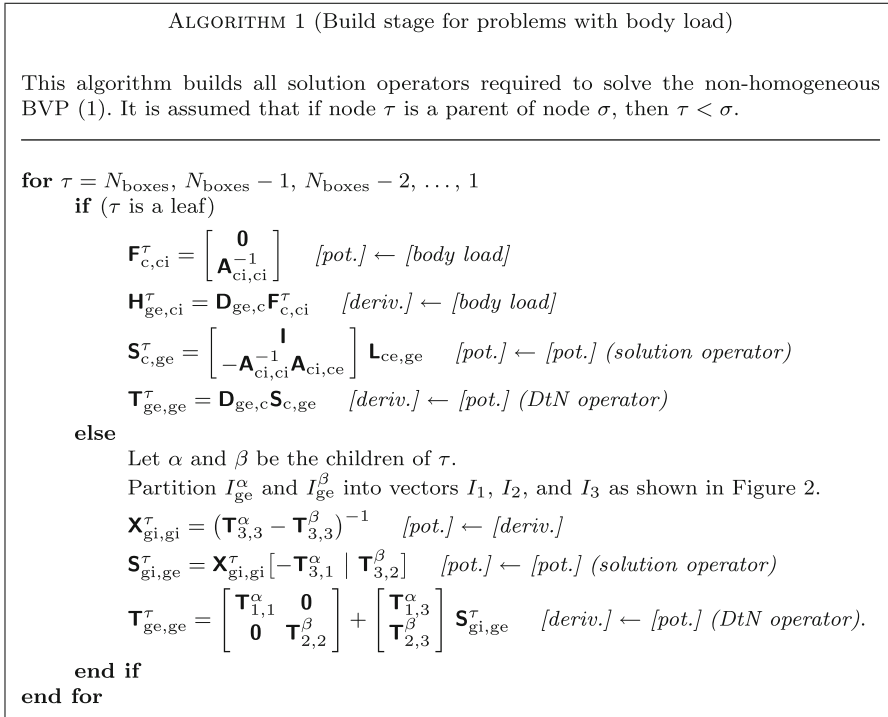 ALGORITHM 1 (Build stage for problems with body load)
This algorithm builds all solution operators required to solve the non-homogeneous
BVP (1). It is assumed that if node τ is a parent of node σ, then τ < σ.
for τ = N_boxes, N_boxes − 1, N_boxes − 2, …, 1
if (τ is a leaf)
F^τ_{c,ci} = [ 0 ; A^{−1}_{ci,ci} ] [pot.] ← [body load]
H^τ_{ge,ci} = D_{ge,c} F^τ_{c,ci} [deriv.] ← [body load]
S^τ_{c,ge} = [ I ; −A^{−1}_{ci,ci} A_{ci,ce} ] L_{ce,ge} [pot.] ← [pot.] (solution operator)
T^τ_{ge,ge} = D_{ge,c} S_{c,ge} [deriv.] ← [pot.] (DtN operator)
else
Let α and β be the children of τ.
Partition I^α_{ge} and I^β_{ge} into vectors I_1, I_2, and I_3 as shown in Figure 2.
X^τ_{gi,gi} = (T^α_{3,3} − T^β_{3,3})^{−1} [pot.] ← [deriv.]
S^τ_{gi,ge} = X^τ_{gi,gi} [−T^α_{3,1} | T^β_{3,2}] [pot.] ← [pot.] (solution operator)
T^τ_{ge,ge} = [ T^α_{1,1} 0 ; 0 T^β_{2,2} ] + [ T^α_{1,3} ; T^β_{2,3} ] S^τ_{gi,ge} [deriv.] ← [pot.] (DtN operator).
end if
end for